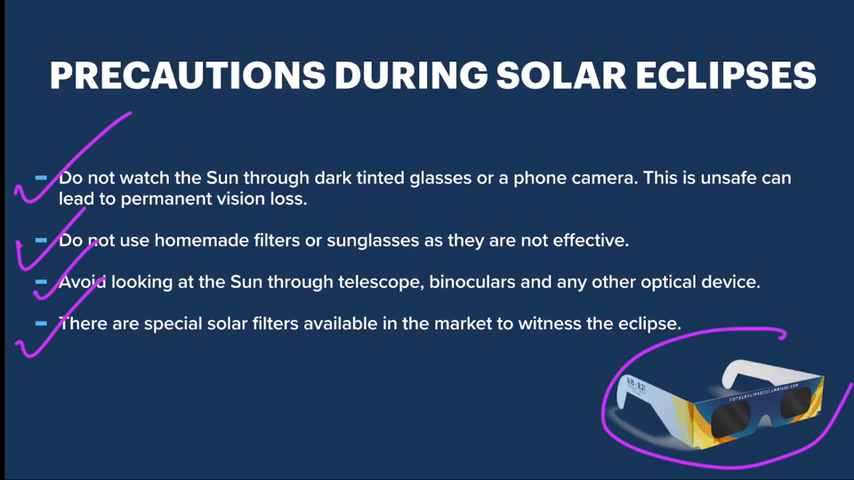 PRECAUTIONS DURING SOLAR ECLIPSES
Do not watch the Sun through dark tinted glasses or a phone camera. This is unsafe can
lead to permanent vision loss.
Do not use homemade filters or sunglasses as they are not effective.
Avoid looking at the Sun through telescope, binoculars and any other optical device.
There are special solar filters available in the market to witness the eclipse.
TOTALECLIPSECOLUMBIASC.COM